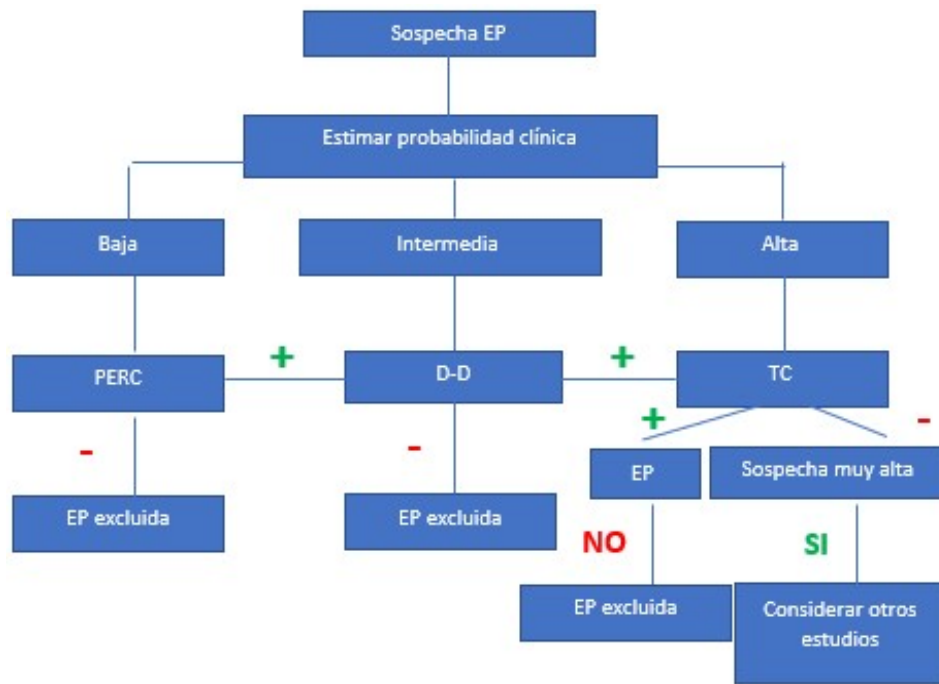 Sospecha EP
Estimar probabilidad clínica
Baja
Intermedia
Alta
PERC
+
D-D
+
TC
-
-
+
-
EP excluida
EP excluida
EP
Sospecha muy alta
NO
SI
EP excluida
Considerar otros
estudios